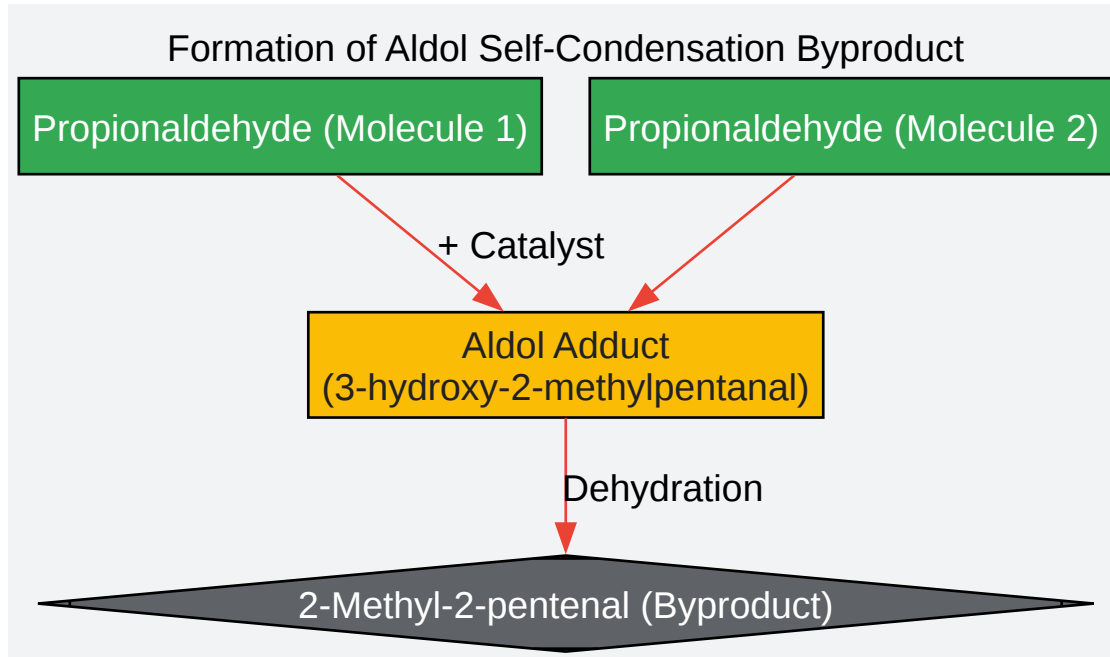 Formation of Aldol Self-Condensation Byproduct
Propionaldehyde (Molecule 1)
Propionaldehyde (Molecule 2)
+ Catalyst
Aldol Adduct
(3-hydroxy-2-methylpentanal)
Dehydration
2-Methyl-2-pentenal (Byproduct)